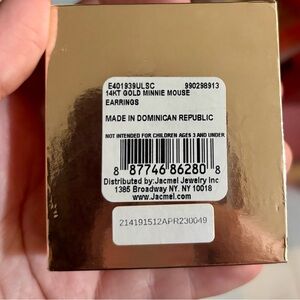 E401939ULSC 990298913
14KT GOLD MINNIE MOUSE
EARRINGS
MADE IN DOMINICAN REPUBLIC
NOT INTENDED FOR CHILDREN AGES 3 AND UNDER
8 87746 86280 8
Distributed by:Jacmel Jewelry Inc
1385 Broadway NY. NY 10018
www.Jacmel.com
214191512APR230049